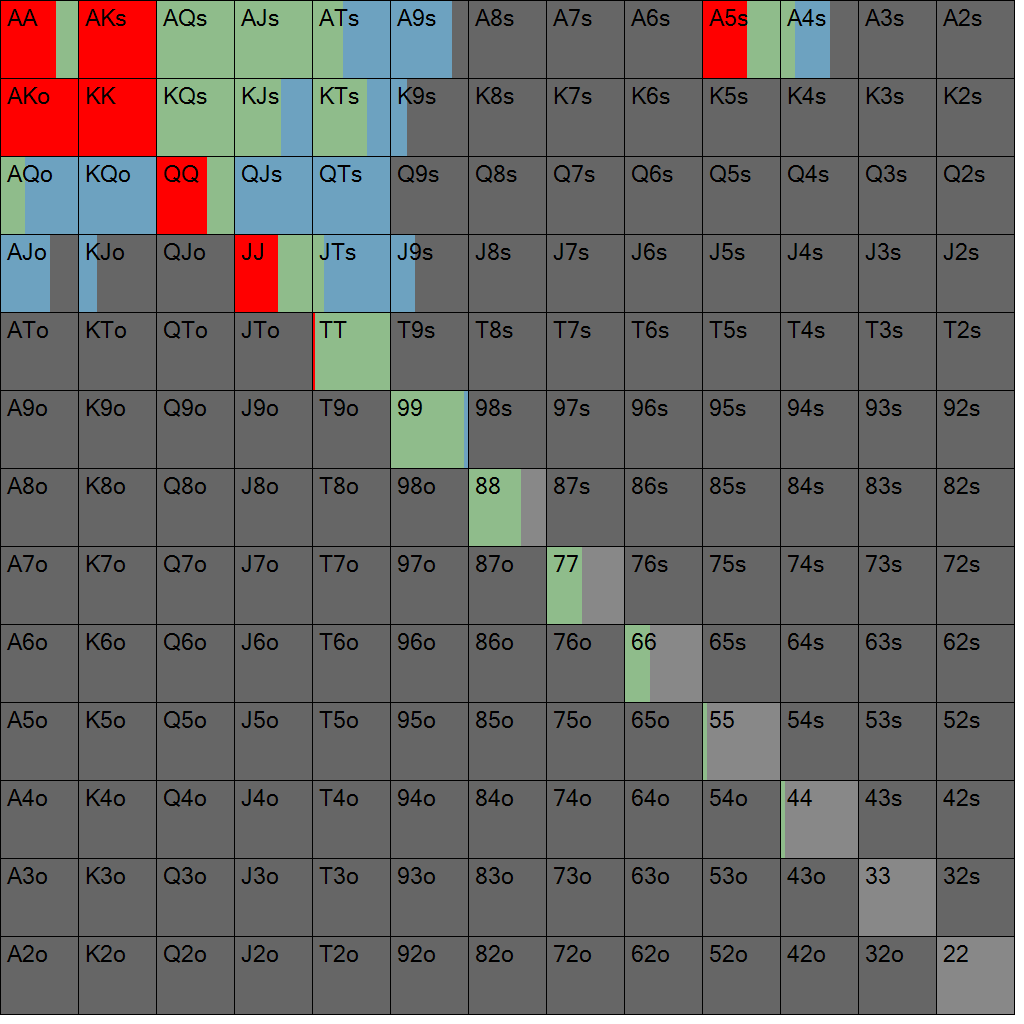 AA AKs AQs AJs ATs A9s A8s A7s A6s A5s A4s A3s A2s
AKo KK KQs KJs KTs K9s K8s K7s K6s K5s K4s K3s K2s
AQo KQo QQ QJs QTs Q9s Q8s Q7s Q6s Q5s Q4s Q3s Q2s
AJo KJo QJo JJ JTs J9s J8s J7s J6s J5s J4s J3s J2s
ATo KTo QTo JTo TT T9s T8s T7s T6s T5s T4s T3s T2s
A9o K9o Q9o J9o T9o 99 98s 97s 96s 95s 94s 93s 92s
A8o K8o Q8o J8o T8o 98o 88 87s 86s 85s 84s 83s 82s
A7o K7o Q7o J7o T7o 97o 87o 77 76s 75s 74s 73s 72s
A6o K6o Q6o J6o T6o 96o 86o 76o 66 65s 64s 63s 62s
A5o K5o Q5o J5o T5o 95o 85o 75o 65o 55 54s 53s 52s
A4o K4o Q4o J4o T4o 94o 84o 74o 64o 54o 44 43s 42s
A3o K3o Q3o J3o T3o 93o 83o 73o 63o 53o 43o 33 32s
A2o K2o Q2o J2o T2o 92o 82o 72o 62o 52o 42o 32o 22